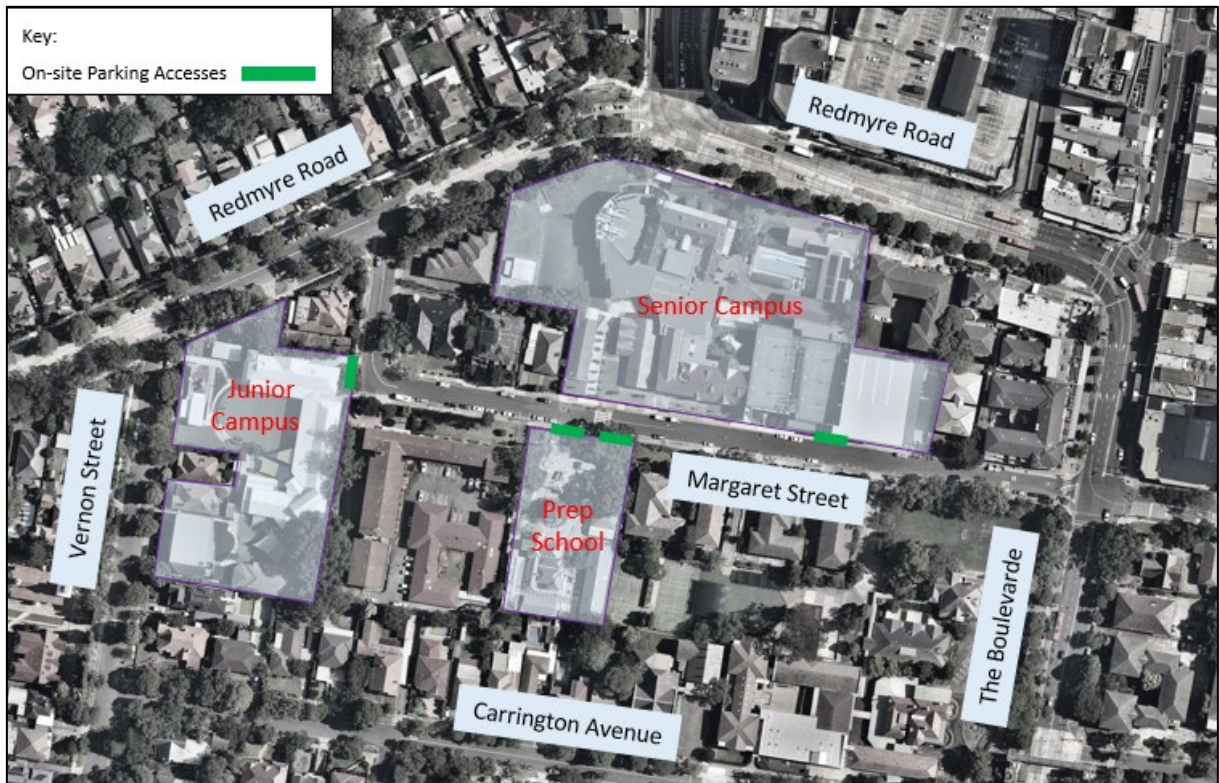 Key:
On-site Parking Accesses
Redmyre Road
Redmyre Road
Senior Campus
Junior
Campus
Vernon Street
Margaret Street
Prep
School
The Boulevarde
Carrington Avenue